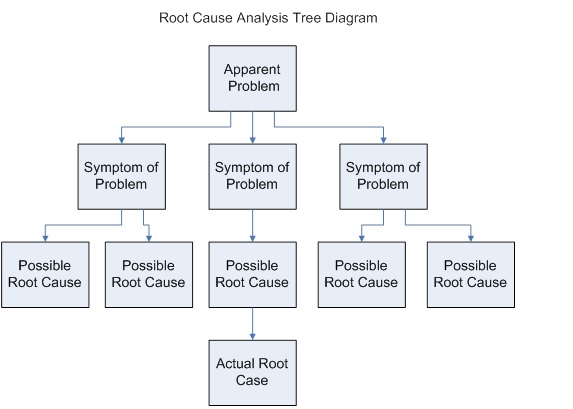 Root Cause Analysis Tree Diagram
Apparent
Problem
Symptom of
Problem
Symptom of
Problem
Symptom of
Problem
Possible
Root Cause
Possible
Root Cause
Possible
Root Cause
Possible
Root Cause
Possible
Root Cause
Actual Root
Case